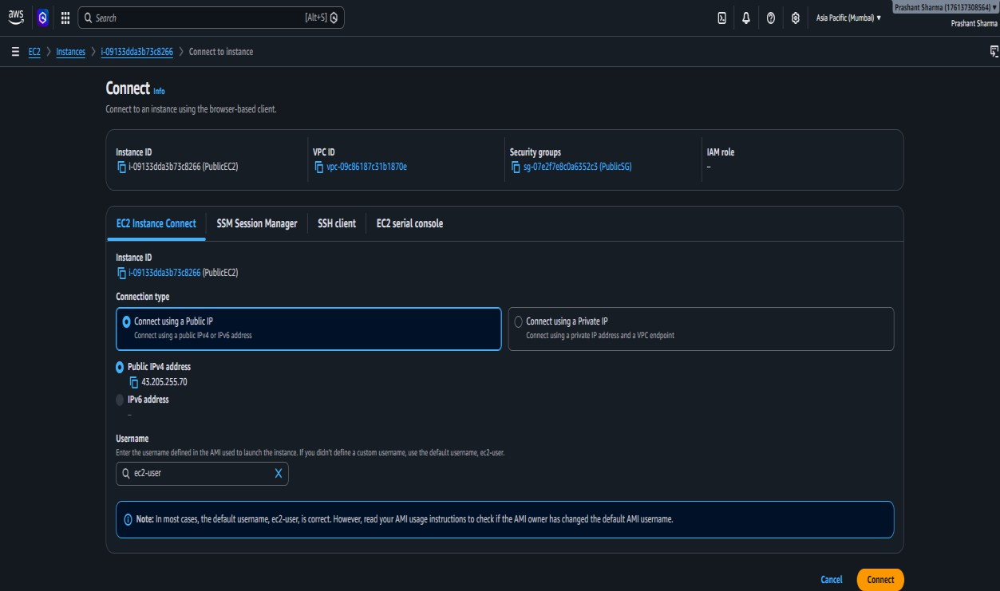 aws Search [Alt+S] Asia Pacific (Mumbai) ▼ Prashant Sharma (176137308564) ▼
Prashant Sharma
EC2 > Instances > i-09133dda3b73c8266 > Connect to instance
Connect Info
Connect to an instance using the browser-based client.
Instance ID
i-09133dda3b73c8266 (PublicEC2)
VPC ID
vpc-09c86187c31b1870e
Security groups
sg-07e2f7e8c0a6352c3 (PublicSG)
IAM role
–
EC2 Instance Connect SSM Session Manager SSH client EC2 serial console
Instance ID
i-09133dda3b73c8266 (PublicEC2)
Connection type
Connect using a Public IP
Connect using a public IPv4 or IPv6 address
Connect using a Private IP
Connect using a private IP address and a VPC endpoint
Public IPv4 address
43.205.255.70
IPv6 address
–
Username
Enter the username defined in the AMI used to launch the instance. If you didn't define a custom username, use the default username, ec2-user.
ec2-user
Note: In most cases, the default username, ec2-user, is correct. However, read your AMI usage instructions to check if the AMI owner has changed the default AMI username.
Cancel Connect